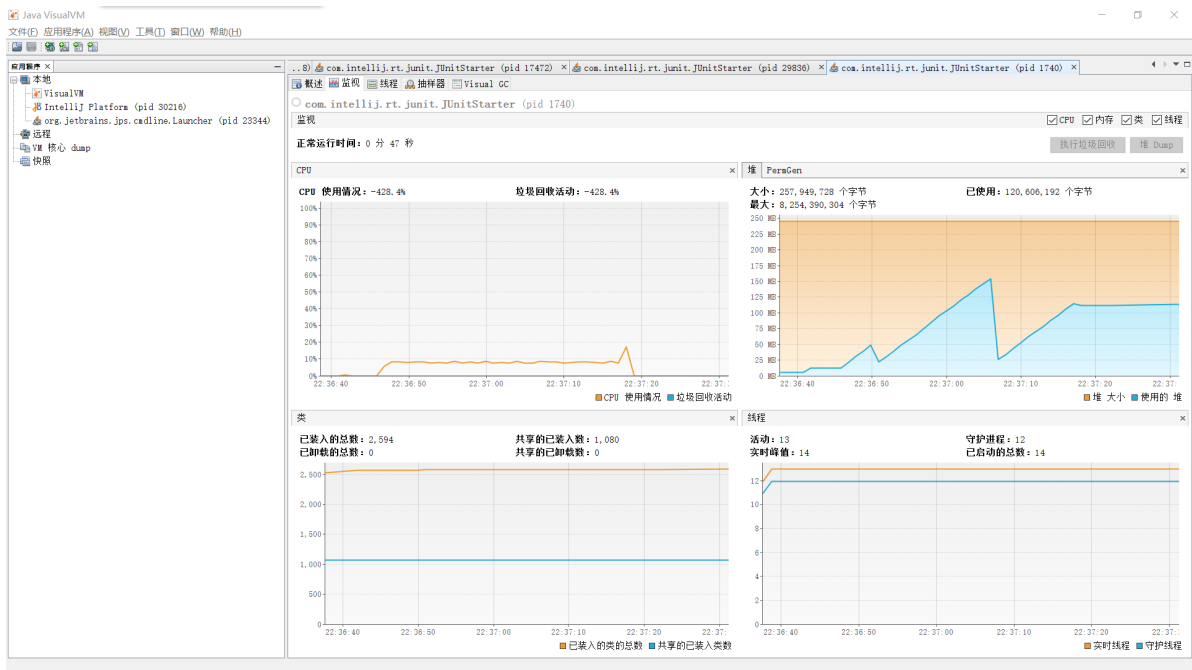 Java VisualVM
文件(F) 应用程序(A) 视图(V) 工具(T) 窗口(W) 帮助(H)
应用程序
本地
VisualVM
IntelliJ Platform (pid 30216)
org.jetbrains.jps.cmdline.Launcher (pid 23344)
远程
VM 核心 dump
快照
..8) com.intellij.rt.junit.JUnitStarter (pid 17472) com.intellij.rt.junit.JUnitStarter (pid 29836) com.intellij.rt.junit.JUnitStarter (pid 1740)
概述 监视 线程 抽样器 Visual GC
com.intellij.rt.junit.JUnitStarter (pid 1740)
监视 CPU 内存 类 线程
正常运行时间: 0 分 47 秒 执行垃圾回收 堆 Dump
CPU
CPU 使用情况: -428.4% 垃圾回收活动: -428.4%
100%
90%
80%
70%
60%
50%
40%
30%
20%
10%
0%
22:36:40 22:36:50 22:37:00 22:37:10 22:37:20 22:37:
CPU 使用情况 垃圾回收活动
堆 PermGen
大小: 257,949,728 个字节 已使用: 120,606,192 个字节
最大: 8,254,390,304 个字节
250 MB
225 MB
200 MB
175 MB
150 MB
125 MB
100 MB
75 MB
50 MB
25 MB
0 MB
22:36:40 22:36:50 22:37:00 22:37:10 22:37:20 22:37:
堆 大小 使用的 堆
类
已装入的总数: 2,594 共享的已装入数: 1,080
已卸载的总数: 0 共享的已卸载数: 0
2,500
2,000
1,500
1,000
500
0
22:36:40 22:36:50 22:37:00 22:37:10 22:37:20 22:37:
已装入的类的总数 共享的已装入类数
线程
活动: 13 守护进程: 12
实时峰值: 14 已启动的总数: 14
12
10
8
6
4
2
0
22:36:40 22:36:50 22:37:00 22:37:10 22:37:20 22:37:
实时线程 守护线程